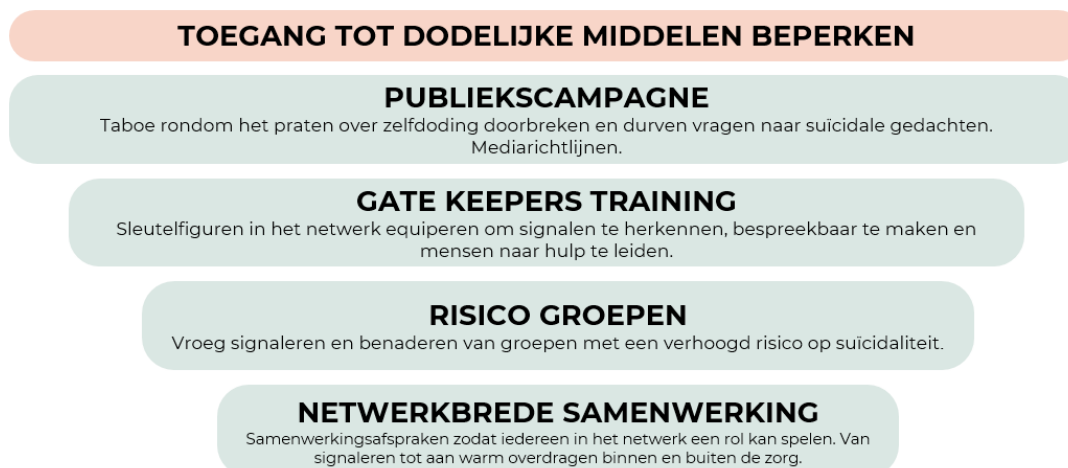 TOEGANG TOT DODELIJKE MIDDELEN BEPERKEN
PUBLIEKSCAMPAGNE
Taboe rondom het praten over zelfdoding doorbreken en durven vragen naar suïcidale gedachten.
Mediarichtlijnen.
GATE KEEPERS TRAINING
Sleutelfiguren in het netwerk equiperen om signalen te herkennen, bespreekbaar te maken en
mensen naar hulp te leiden.
RISICO GROEPEN
Vroeg signaleren en benaderen van groepen met een verhoogd risico op suïcidaliteit.
NETWERKBREDE SAMENWERKING
Samenwerkingsafspraken zodat iedereen in het netwerk een rol kan spelen. Van
signaleren tot aan warm overdragen binnen en buiten de zorg.